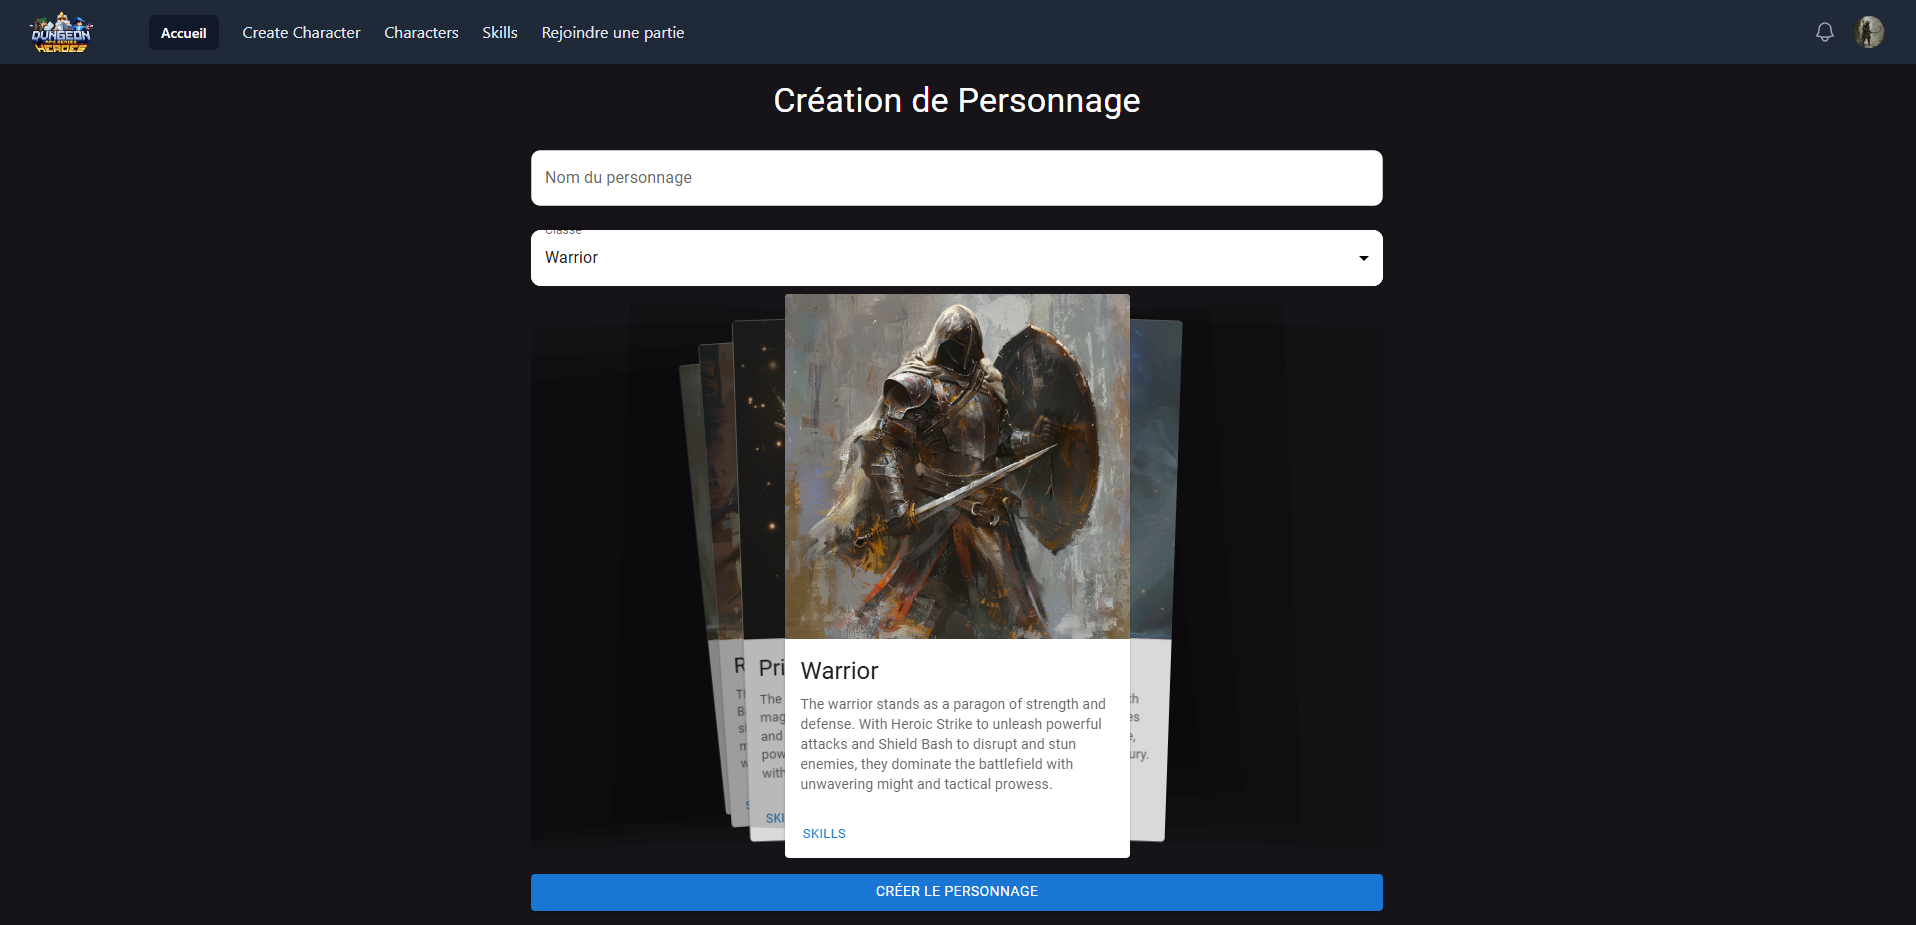 DUNGEON
HEROES
Accueil
Create Character
Characters
Skills
Rejoindre une partie
Création de Personnage
Nom du personnage
Classe
Warrior
Warrior
The warrior stands as a paragon of strength and
defense. With Heroic Strike to unleash powerful
attacks and Shield Bash to disrupt and stun
enemies, they dominate the battlefield with
unwavering might and tactical prowess.
SKILLS
R
Pri
The
mag
and
pow
with
SKI
th
es
e,
ury.
CRÉER LE PERSONNAGE